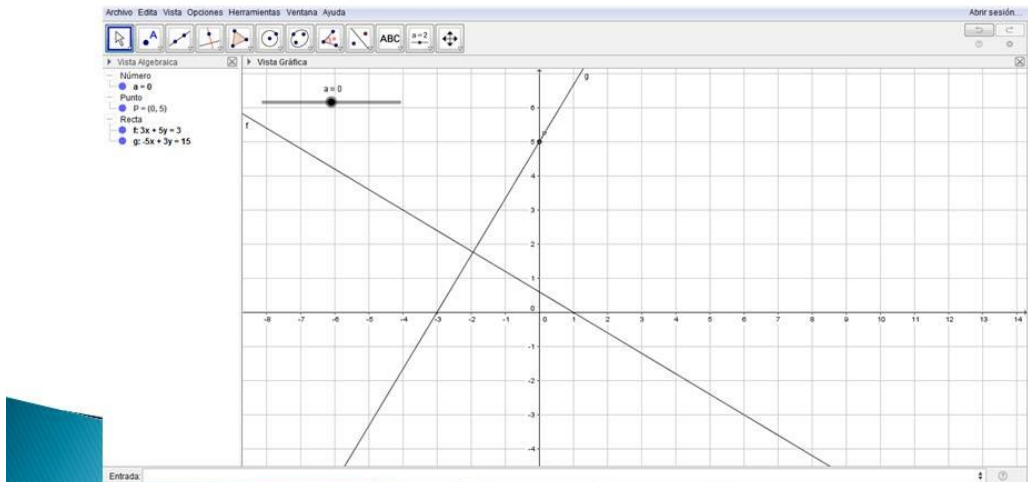 Archivo Edita Vista Opciones Herramientas Ventana Ayuda
Abrir sesión...
ABC
a=2
Vista Algebraica
Vista Gráfica
Número
a = 0
Punto
P = (0, 5)
Recta
f: 3x + 5y = 3
g: -5x + 3y = 15
a = 0
g
f
P
6
5
4
3
2
1
0
-1
-2
-3
-4
-8 -7 -6 -5 -4 -3 -2 -1 0 1 2 3 4 5 6 7 8 9 10 11 12 13 14
Entrada: